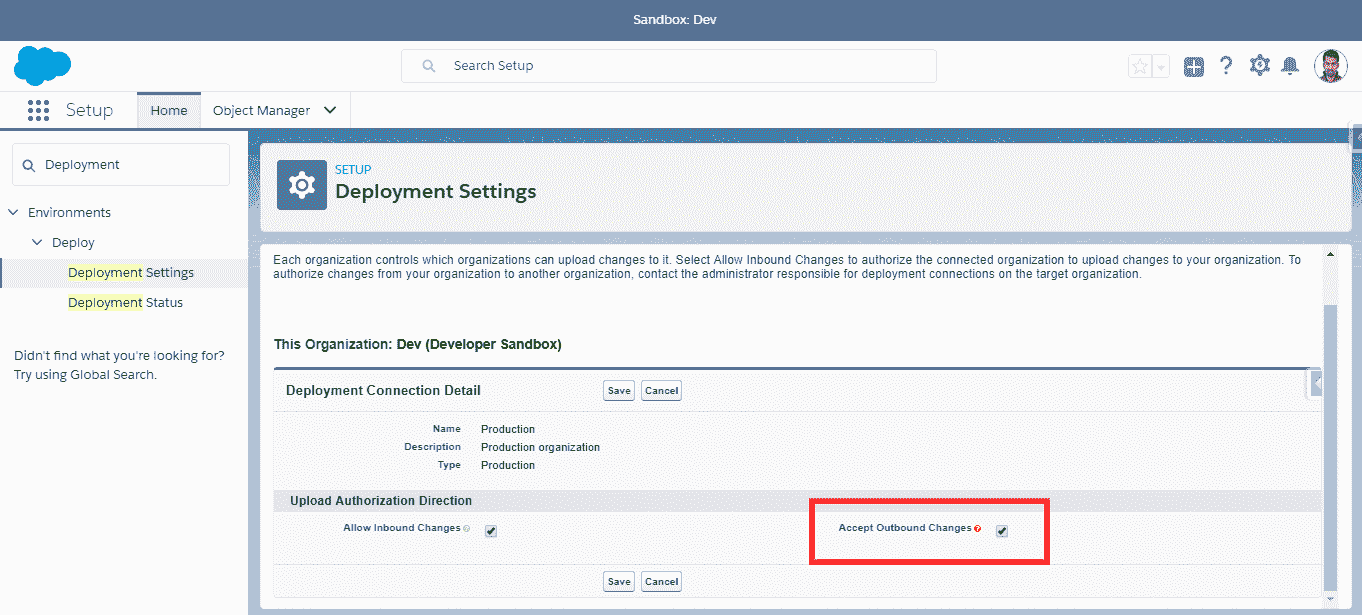 Sandbox: Dev
Search Setup
Setup
Home
Object Manager
Deployment
Environments
Deploy
Deployment Settings
Deployment Status
Didn't find what you're looking for?
Try using Global Search.
SETUP
Deployment Settings
Each organization controls which organizations can upload changes to it. Select Allow Inbound Changes to authorize the connected organization to upload changes to your organization. To
authorize changes from your organization to another organization, contact the administrator responsible for deployment connections on the target organization.
This Organization: Dev (Developer Sandbox)
Deployment Connection Detail
Save
Cancel
Name Production
Description Production organization
Type Production
Upload Authorization Direction
Allow Inbound Changes
Accept Outbound Changes
Save
Cancel